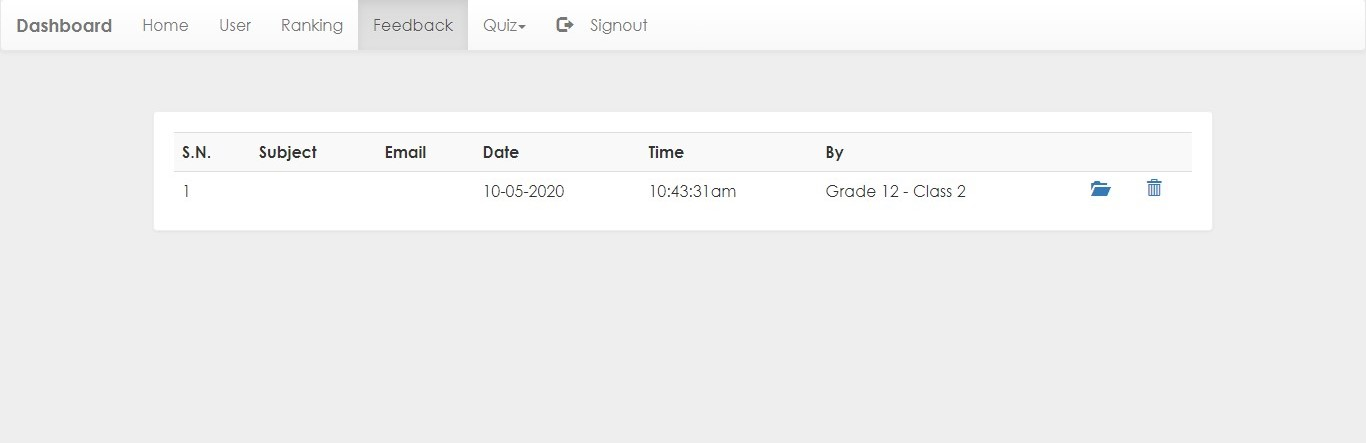 Dashboard Home User Ranking Feedback Quiz Signout
S.N. Subject Email Date Time By
1 10-05-2020 10:43:31am Grade 12 - Class 2